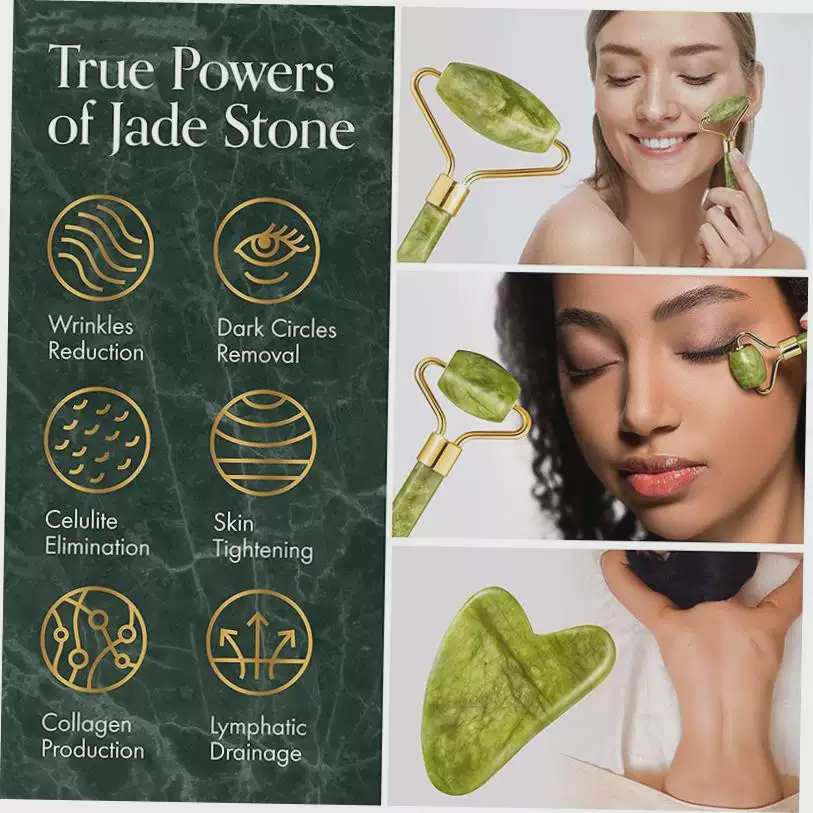 True Powers
of Jade Stone
Wrinkles
Reduction
Dark Circles
Removal
Celulite
Elimination
Skin
Tightening
Collagen
Production
Lymphatic
Drainage